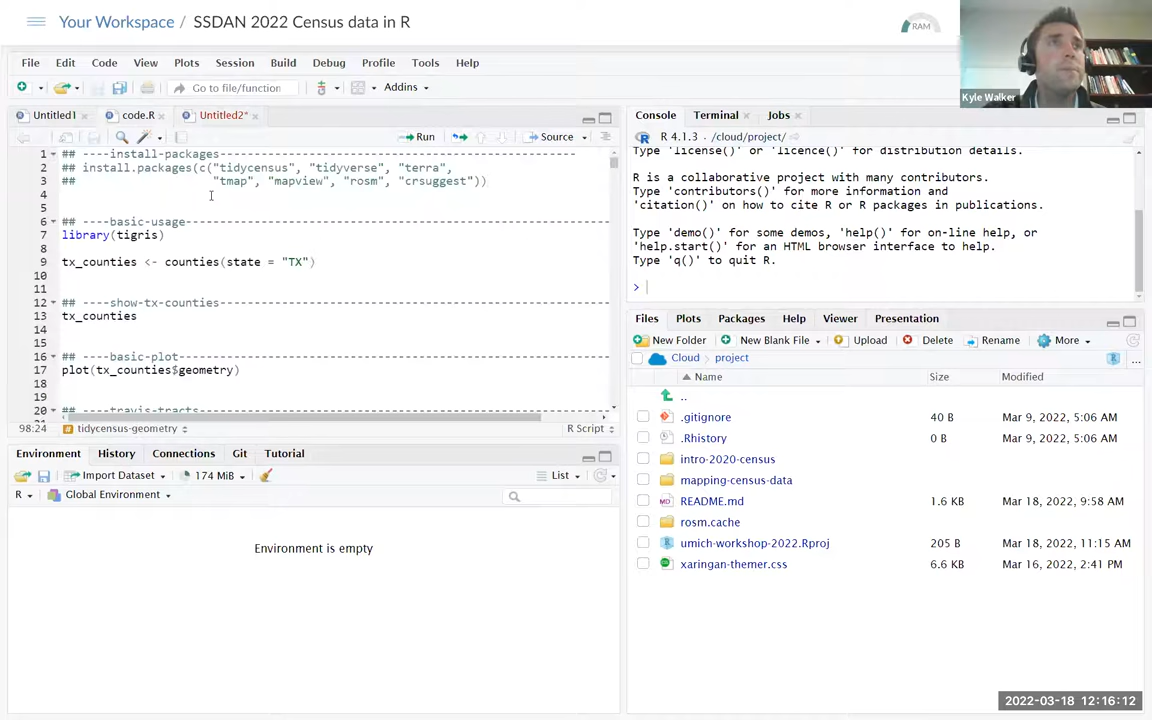 Your Workspace / SSDAN 2022 Census data in R
RAM
Kyle Walker
File Edit Code View Plots Session Build Debug Profile Tools Help
Go to file/function Addins
Untitled1 code.R Untitled2*
Run Source
1 ## ----install-packages----
2 ## install.packages(c("tidycensus", "tidyverse", "terra",
3 ## "tmap", "mapview", "rosm", "crsuggest"))
4
5
6 ## ----basic-usage----
7 library(tigris)
8
9 tx_counties <- counties(state = "TX")
10
11
12 ## ----show-tx-counties----
13 tx_counties
14
15
16 ## ----basic-plot----
17 plot(tx_counties$geometry)
18
19
20 ## ----travis-tracts----
98:24 tidycensus-geometry R Script
Environment History Connections Git Tutorial
Import Dataset 174 MiB List
R Global Environment
Environment is empty
Console Terminal Jobs
R 4.1.3 · /cloud/project/
Type 'license()' or 'licence()' for distribution details.
R is a collaborative project with many contributors.
Type 'contributors()' for more information and
'citation()' on how to cite R or R packages in publications.
Type 'demo()' for some demos, 'help()' for on-line help, or
'help.start()' for an HTML browser interface to help.
Type 'q()' to quit R.
>
Files Plots Packages Help Viewer Presentation
New Folder New Blank File Upload Delete Rename More
Cloud project
Name Size Modified
..
.gitignore 40 B Mar 9, 2022, 5:06 AM
.Rhistory 0 B Mar 9, 2022, 5:06 AM
intro-2020-census
mapping-census-data
README.md 1.6 KB Mar 18, 2022, 9:58 AM
rosm.cache
umich-workshop-2022.Rproj 205 B Mar 18, 2022, 11:15 AM
xaringan-themer.css 6.6 KB Mar 16, 2022, 2:41 PM
2022-03-18 12:16:12